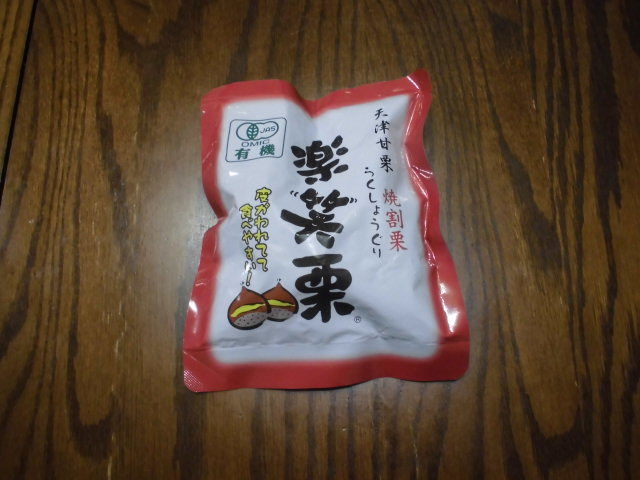 天津甘栗
焼割栗
らくしょうぐり
楽笑栗
®
JAS
OMIC
有機
皮がわれてて
食べやすい!